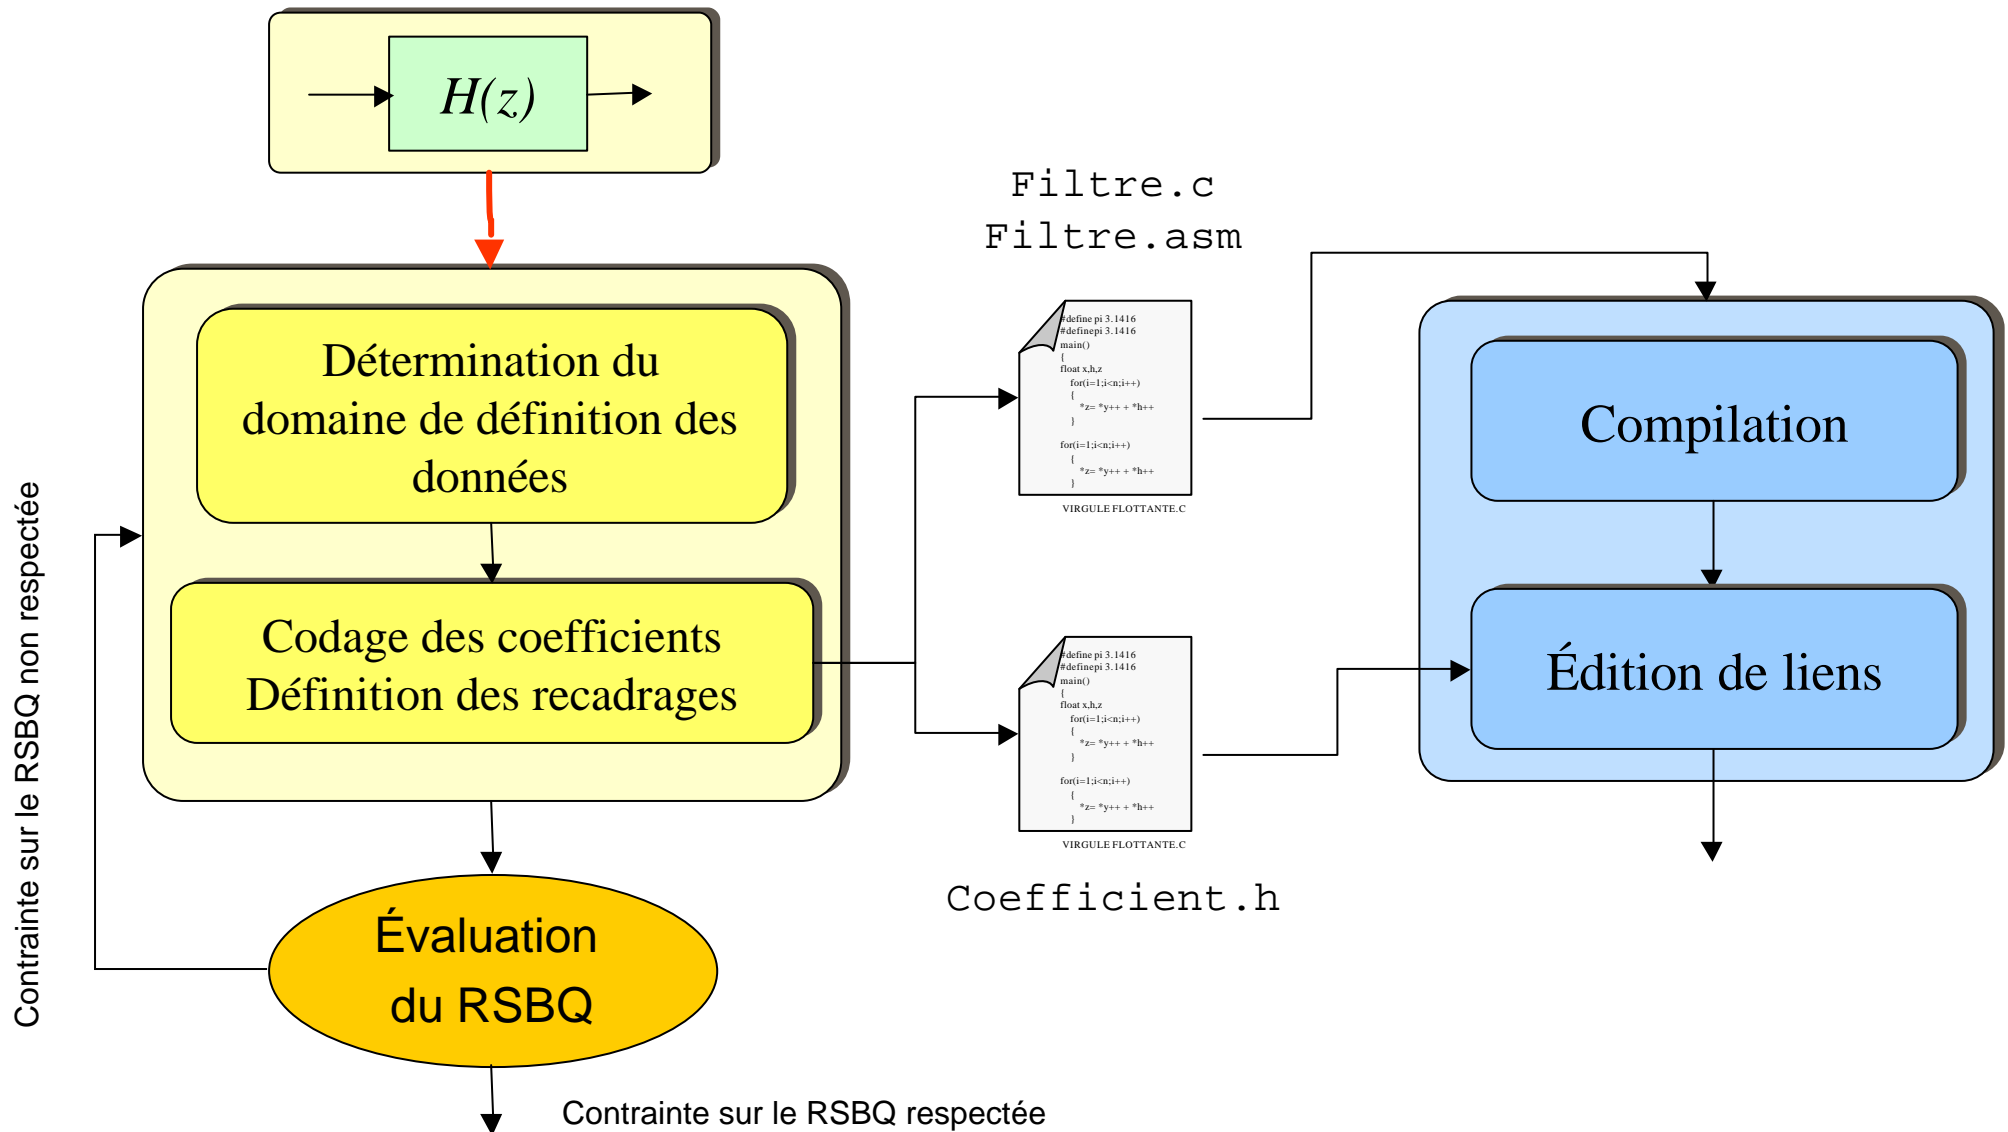 H(z)
Filtre.c
Filtre.asm
Détermination du
domaine de définition des
données
Codage des coefficients
Définition des recadrages
Contrainte sur le RSBQ non respectée
Évaluation
du RSBQ
Contrainte sur le RSBQ respectée
#define pi 3.1416
#definepi 3.1416
main()
{
float x,h,z
for(i=1;i<n;i++)
{
*z= *y++ + *h++
}
for(i=1;i<n;i++)
{
*z= *y++ + *h++
}
VIRGULE FLOTTANTE.C
#define pi 3.1416
#definepi 3.1416
main()
{
float x,h,z
for(i=1;i<n;i++)
{
*z= *y++ + *h++
}
for(i=1;i<n;i++)
{
*z= *y++ + *h++
}
VIRGULE FLOTTANTE.C
Coefficient.h
Compilation
Édition de liens